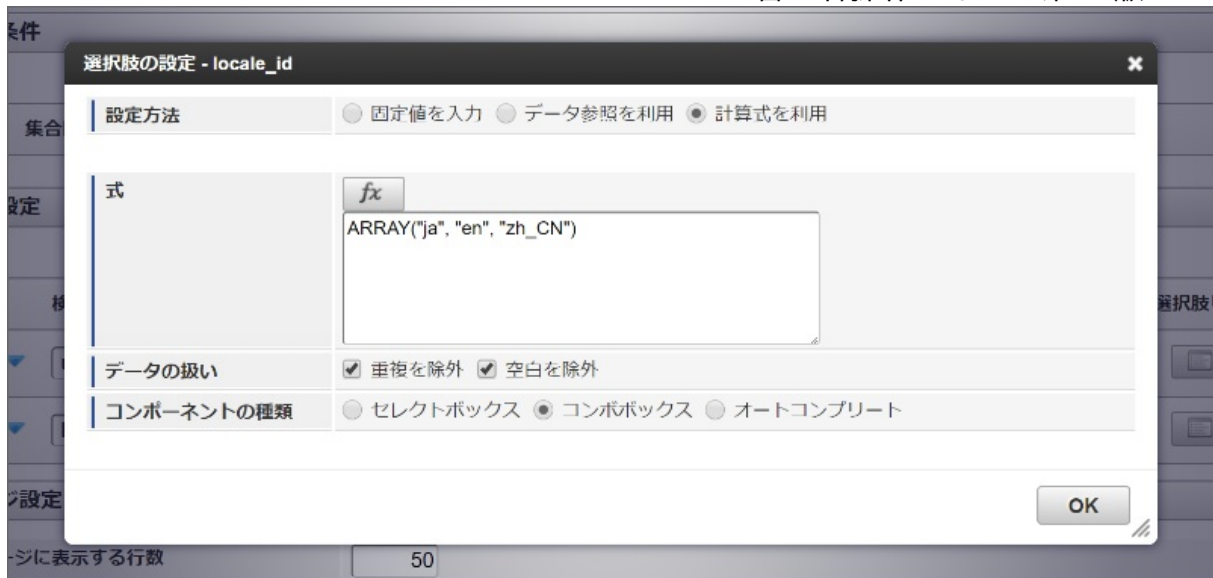 条件
選択肢の設定 - locale_id
設定方法
固定値を入力 データ参照を利用 計算式を利用
集合
式
fx
設定
ARRAY("ja", "en", "zh_CN")
検
選択肢
データの扱い
重複を除外 空白を除外
コンポーネントの種類
セレクトボックス コンボボックス オートコンプリート
ジ設定
OK
ージに表示する行数
50